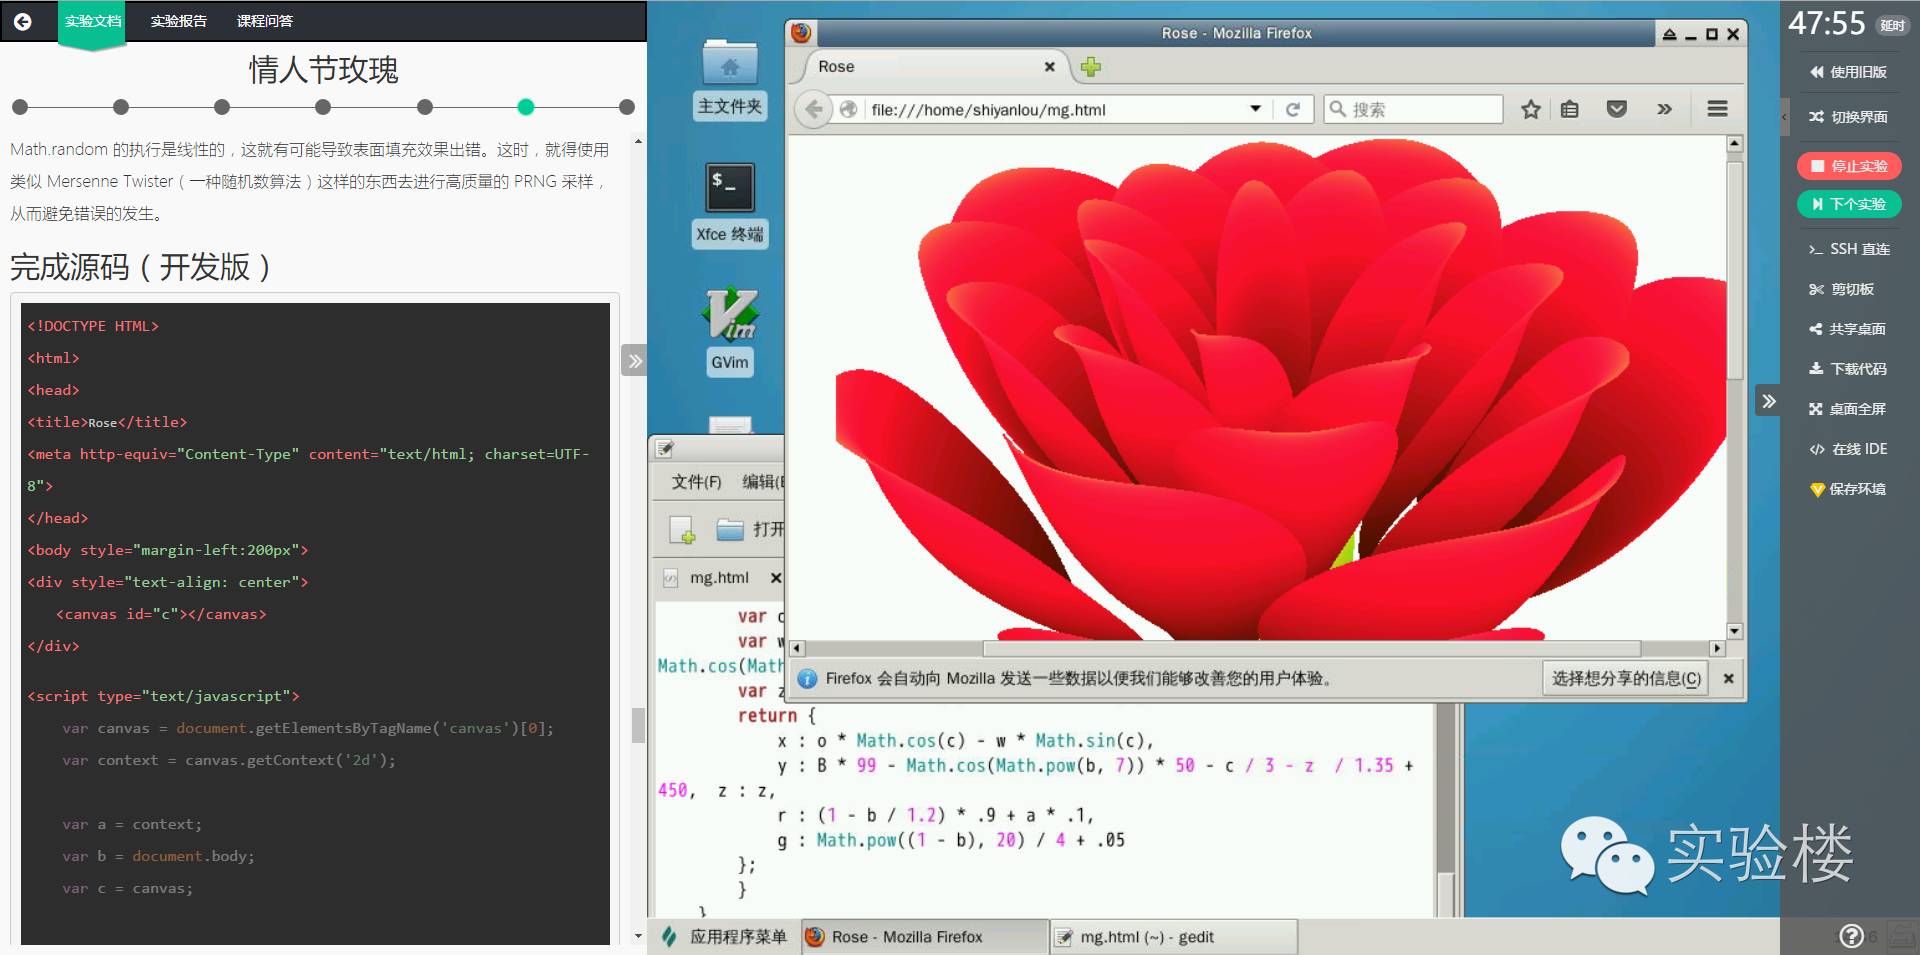 实验文档 实验报告 课程问答
情人节玫瑰
Math.random 的执行是线性的，这就有可能导致表面填充效果出错。这时，就得使用
类似 Mersenne Twister（一种随机数算法）这样的东西去进行高质量的 PRNG 采样，
从而避免错误的发生。
完成源码（开发版）
<!DOCTYPE HTML>
<html>
<head>
<title>Rose</title>
<meta http-equiv="Content-Type" content="text/html; charset=UTF-
8">
</head>
<body style="margin-left:200px">
<div style="text-align: center">
<canvas id="c"></canvas>
</div>
<script type="text/javascript">
var canvas = document.getElementsByTagName('canvas')[0];
var context = canvas.getContext('2d');
var a = context;
var b = document.body;
var c = canvas;
主文件夹
$_
Xfce 终端
Vim
GVim
Rose - Mozilla Firefox
Rose
file:///home/shiyanlou/mg.html
搜索
Firefox 会自动向 Mozilla 发送一些数据以便我们能够改善您的用户体验。
选择想分享的信息(C)
文件(F) 编辑(E
打开
mg.html
var
var
Math.cos(Math
var z
return {
x : o * Math.cos(c) - w * Math.sin(c),
y : B * 99 - Math.cos(Math.pow(b, 7)) * 50 - c / 3 - z / 1.35 +
450, z : z,
r : (1 - b / 1.2) * .9 + a * .1,
g : Math.pow((1 - b), 20) / 4 + .05
};
}
}
应用程序菜单
Rose - Mozilla Firefox
mg.html (~) - gedit
47:55 延时
使用旧版
切换界面
停止实验
下个实验
SSH 直连
剪切板
共享桌面
下载代码
桌面全屏
在线 IDE
保存环境
实验楼